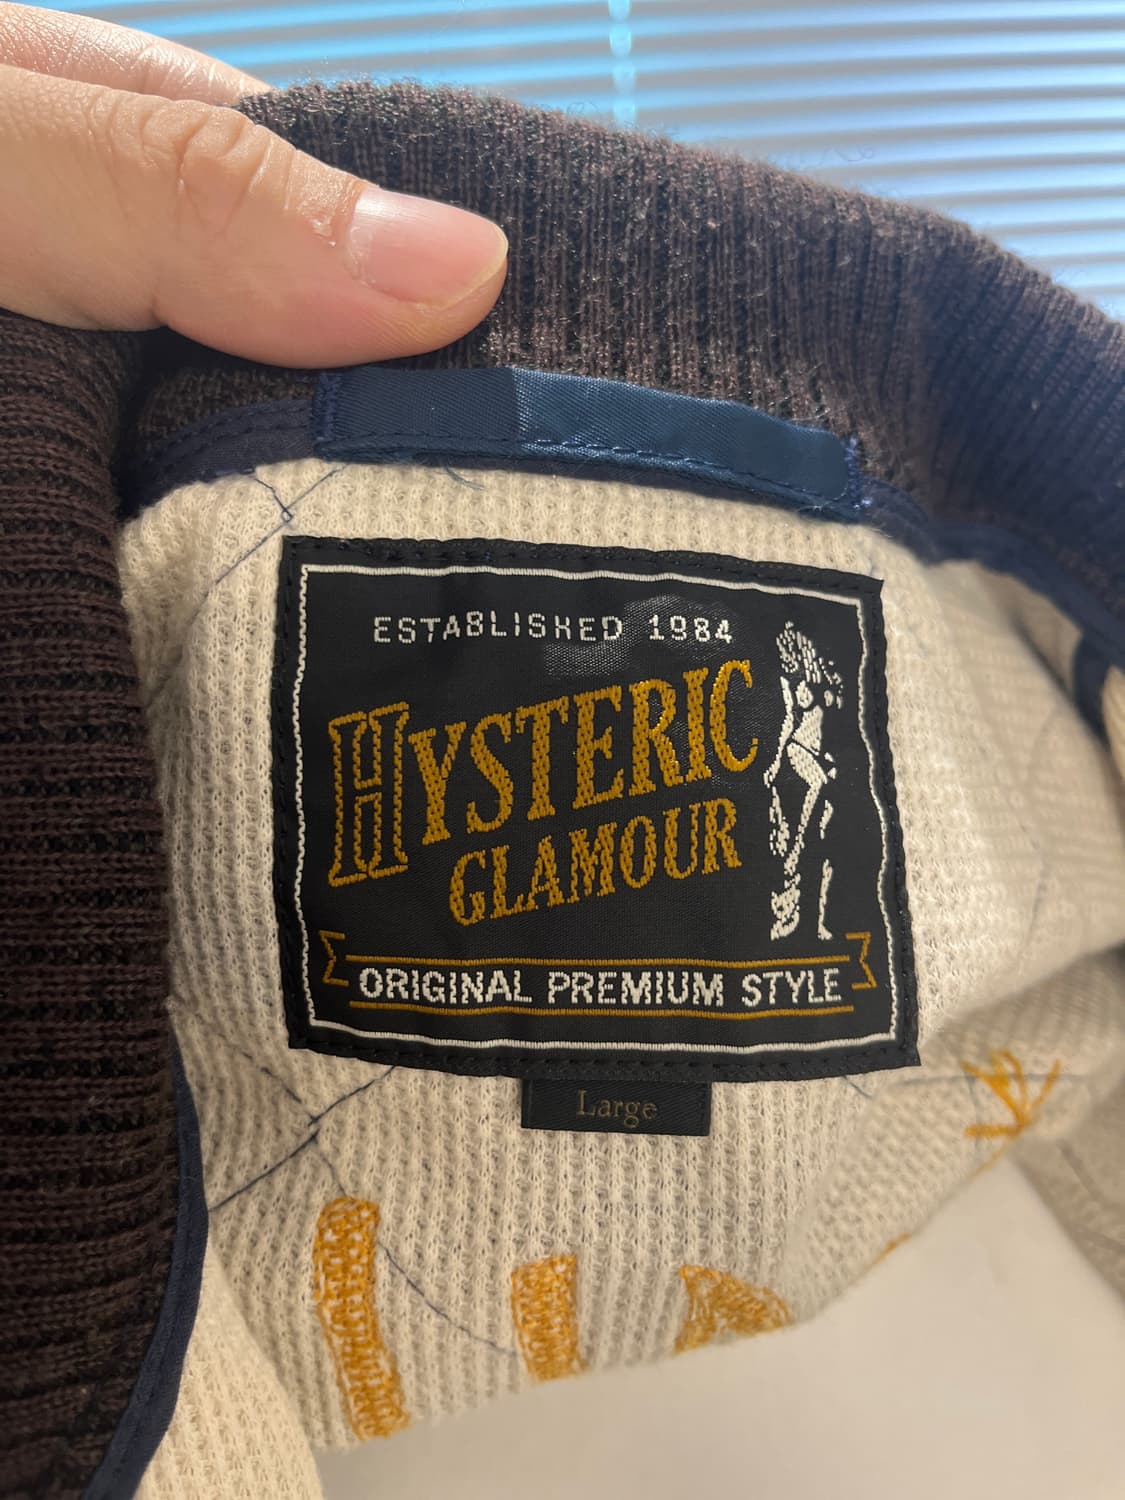 ESTABLISHED 1984
HYSTERIC
GLAMOUR
ORIGINAL PREMIUM STYLE
Large